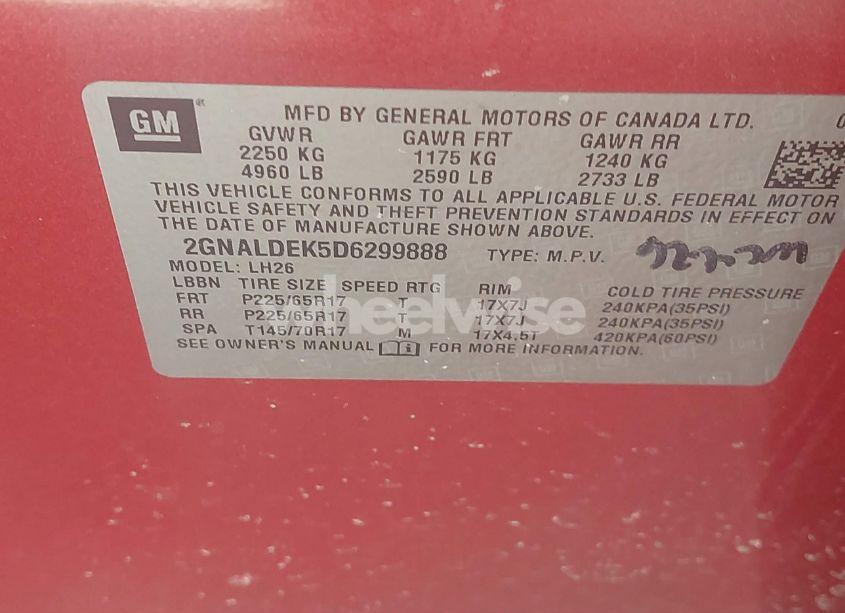 GM
MFD BY GENERAL MOTORS OF CANADA LTD. 0
GVWR GAWR FRT GAWR RR
2250 KG 1175 KG 1240 KG
4960 LB 2590 LB 2733 LB
THIS VEHICLE CONFORMS TO ALL APPLICABLE U.S. FEDERAL MOTOR
VEHICLE SAFETY AND THEFT PREVENTION STANDARDS IN EFFECT ON
THE DATE OF MANUFACTURE SHOWN ABOVE.
2GNALDEK5D6299888 TYPE: M.P.V.
MODEL: LH26
LBBN TIRE SIZE SPEED RTG RIM COLD TIRE PRESSURE
FRT P225/65R17 T 17X7J 240KPA(35PSI)
RR P225/65R17 T 17X7J 240KPA(35PSI)
SPA T145/70R17 M 17X4.5T 420KPA(60PSI)
SEE OWNER'S MANUAL FOR MORE INFORMATION.
heelwise